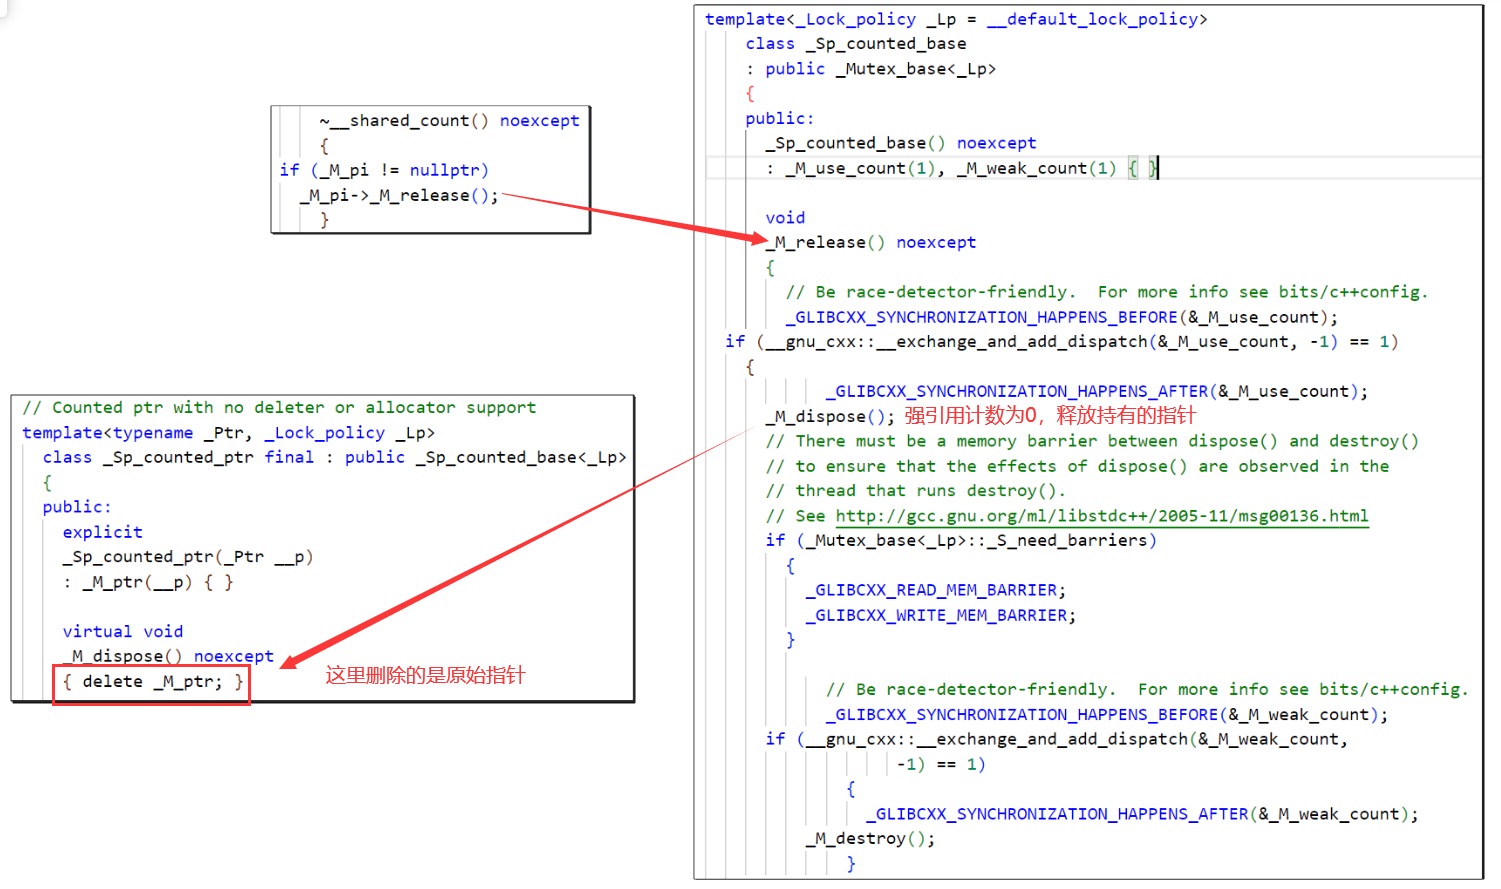 ~__shared_count() noexcept
{
if (_M_pi != nullptr)
_M_pi->_M_release();
}
// Counted ptr with no deleter or allocator support
template<typename _Ptr, _Lock_policy _Lp>
class _Sp_counted_ptr final : public _Sp_counted_base<_Lp>
{
public:
explicit
_Sp_counted_ptr(_Ptr __p)
: _M_ptr(__p) { }
virtual void
_M_dispose() noexcept
{ delete _M_ptr; }
这里删除的是原始指针
template<_Lock_policy _Lp = __default_lock_policy>
class _Sp_counted_base
: public _Mutex_base<_Lp>
{
public:
_Sp_counted_base() noexcept
: _M_use_count(1), _M_weak_count(1) { }
void
_M_release() noexcept
{
// Be race-detector-friendly.  For more info see bits/c++config.
_GLIBCXX_SYNCHRONIZATION_HAPPENS_BEFORE(&_M_use_count);
if (__gnu_cxx::__exchange_and_add_dispatch(&_M_use_count, -1) == 1)
{
_GLIBCXX_SYNCHRONIZATION_HAPPENS_AFTER(&_M_use_count);
_M_dispose(); 强引用计数为0，释放持有的指针
// There must be a memory barrier between dispose() and destroy()
// to ensure that the effects of dispose() are observed in the
// thread that runs destroy().
// See http://gcc.gnu.org/ml/libstdc++/2005-11/msg00136.html
if (_Mutex_base<_Lp>::_S_need_barriers)
{
_GLIBCXX_READ_MEM_BARRIER;
_GLIBCXX_WRITE_MEM_BARRIER;
}
// Be race-detector-friendly.  For more info see bits/c++config.
_GLIBCXX_SYNCHRONIZATION_HAPPENS_BEFORE(&_M_weak_count);
if (__gnu_cxx::__exchange_and_add_dispatch(&_M_weak_count,
-1) == 1)
{
_GLIBCXX_SYNCHRONIZATION_HAPPENS_AFTER(&_M_weak_count);
_M_destroy();
}